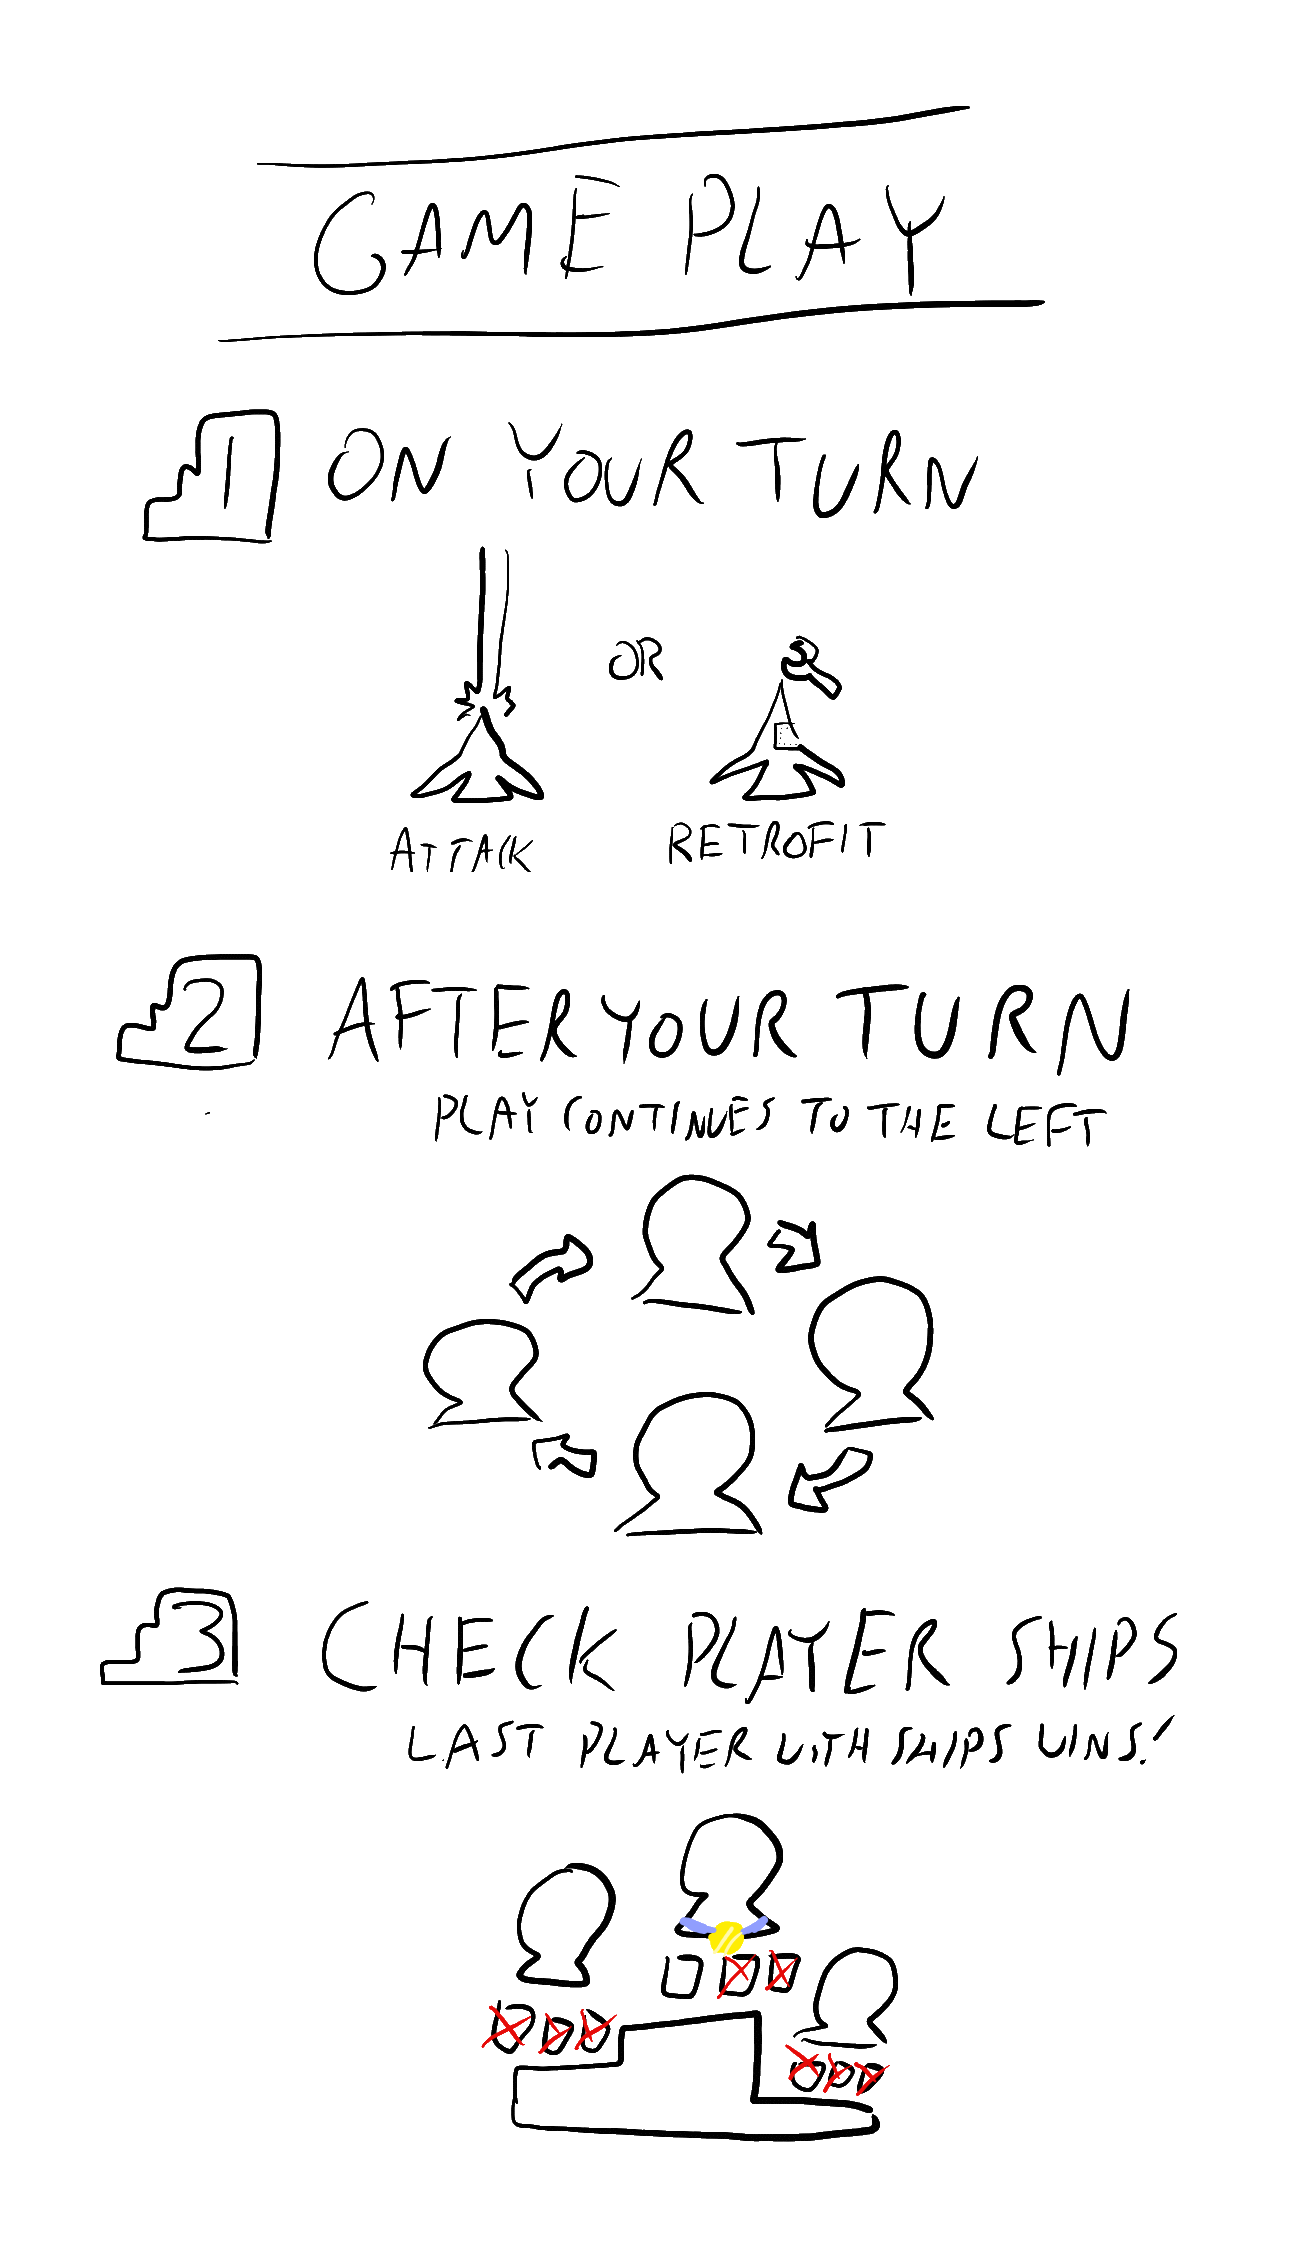 GAME PLAY
1 ON YOUR TURN
OR
ATTACK RETROFIT
2 AFTER YOUR TURN
PLAY CONTINUES TO THE LEFT
3 CHECK PLAYER SHIPS
LAST PLAYER WITH SHIPS WINS!